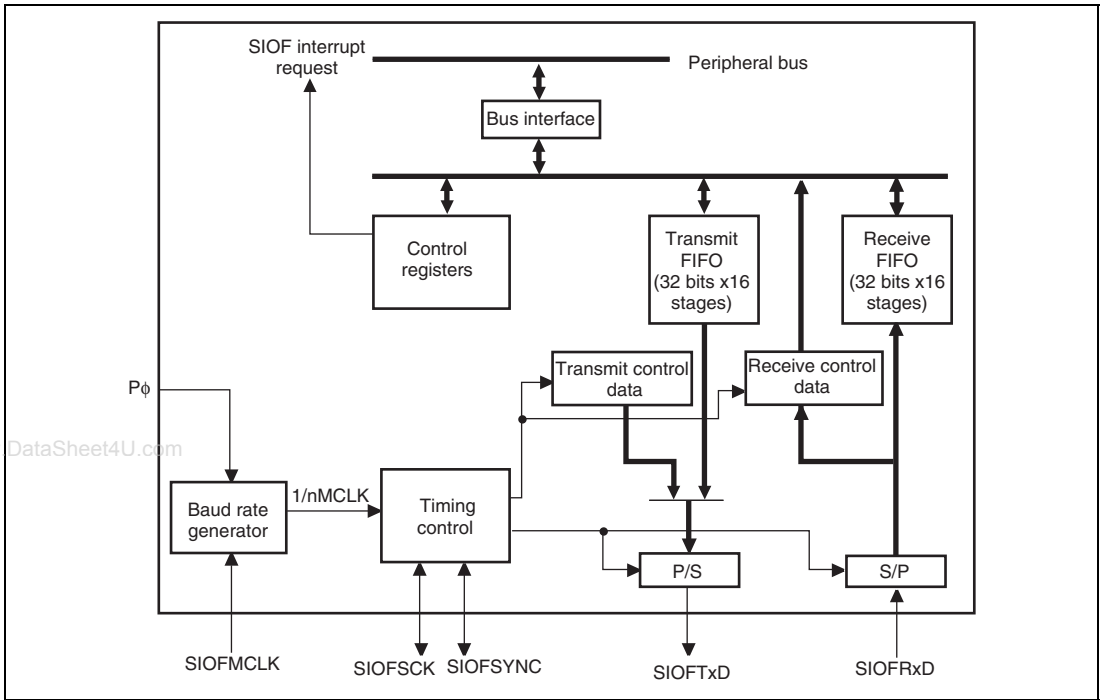 SIOF interrupt
request
Peripheral bus
Bus interface
Control
registers
Transmit
FIFO
(32 bits x16
stages)
Receive
FIFO
(32 bits x16
stages)
Transmit control
data
Receive control
data
Pϕ
DataSheet4U.com
Baud rate
generator
1/nMCLK
Timing
control
P/S
S/P
SIOFMCLK
SIOFSCK
SIOFSYNC
SIOFTxD
SIOFRxD